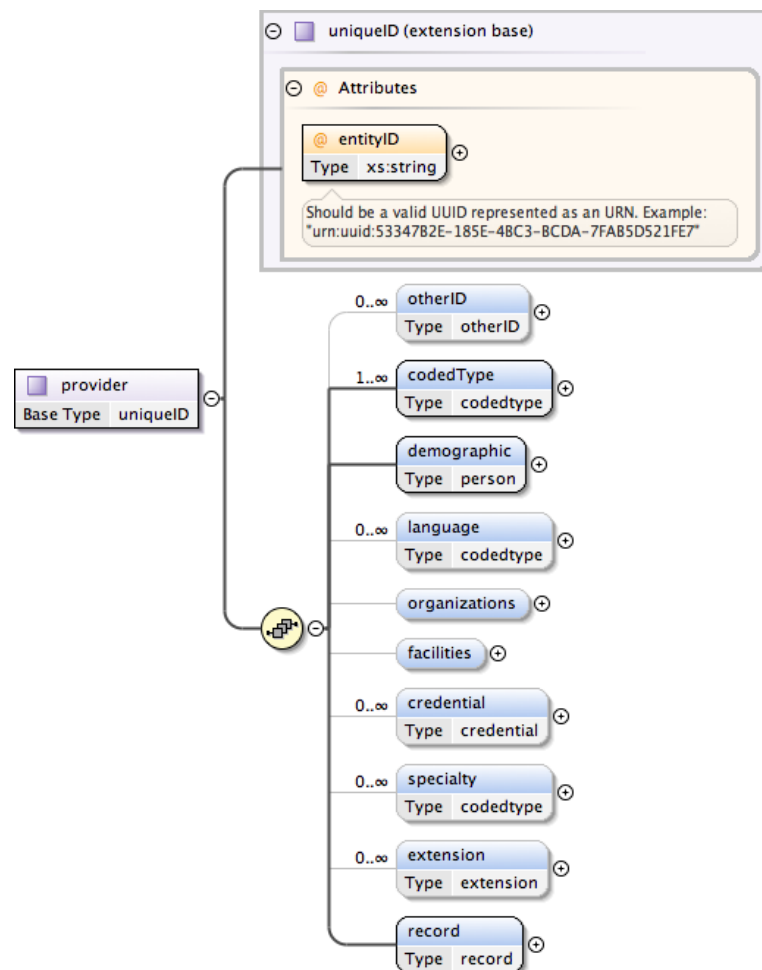 uniqueID (extension base)
@ Attributes
@ entityID
Type xs:string
Should be a valid UUID represented as an URN. Example:
"urn:uuid:53347B2E-185E-4BC3-BCDA-7FAB5D521FE7"
0..∞ otherID
Type otherID
provider
Base Type uniqueID
1..∞ codedType
Type codedtype
demographic
Type person
0..∞ language
Type codedtype
organizations
facilities
0..∞ credential
Type credential
0..∞ specialty
Type codedtype
0..∞ extension
Type extension
record
Type record